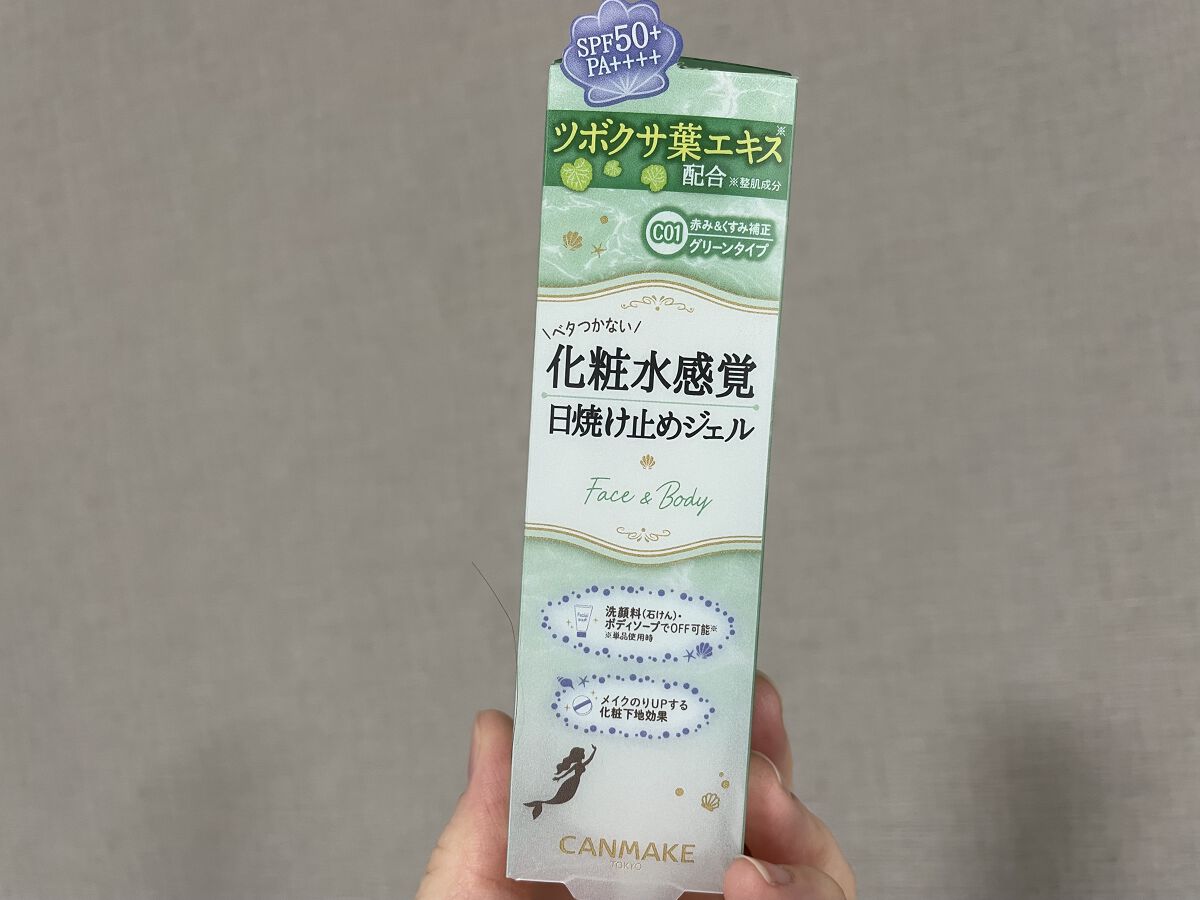 SPF50+
PA++++
ツボクサ葉エキス※
配合 ※整肌成分
C01 赤み&くすみ補正
グリーンタイプ
\ベタつかない/
化粧水感覚
日焼け止めジェル
Face & Body
洗顔料(石けん)・
ボディソープでOFF可能※
※単品使用時
メイクのりUPする
化粧下地効果
CANMAKE
TOKYO